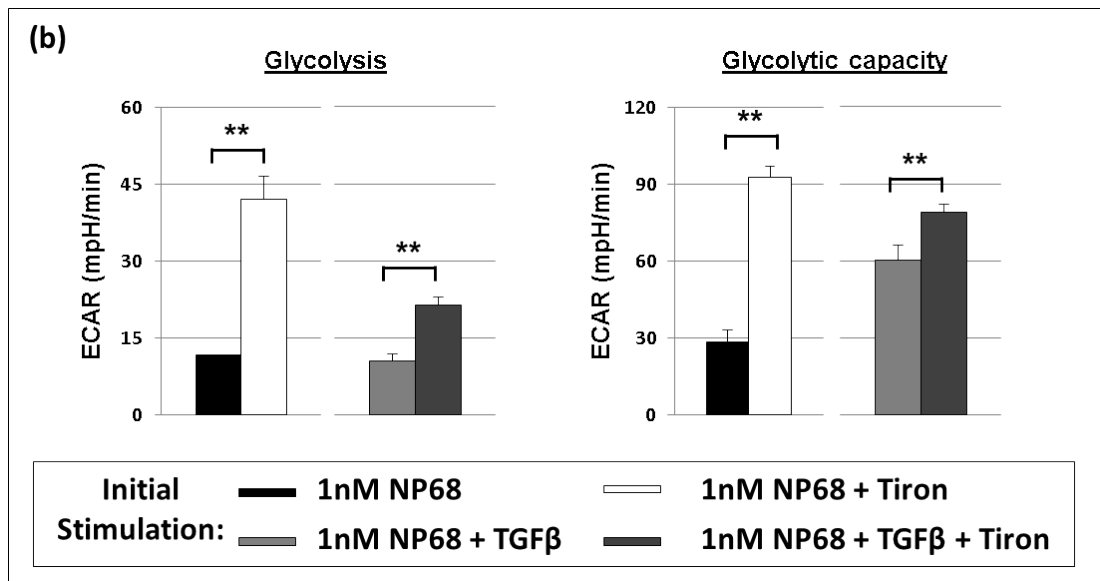 (b)
Glycolysis
Glycolytic capacity
60
45
30
15
0
ECAR (mpH/min)
**
**
120
90
60
30
0
ECAR (mpH/min)
**
**
Initial
Stimulation:
1nM NP68
1nM NP68 + Tiron
1nM NP68 + TGFβ
1nM NP68 + TGFβ + Tiron